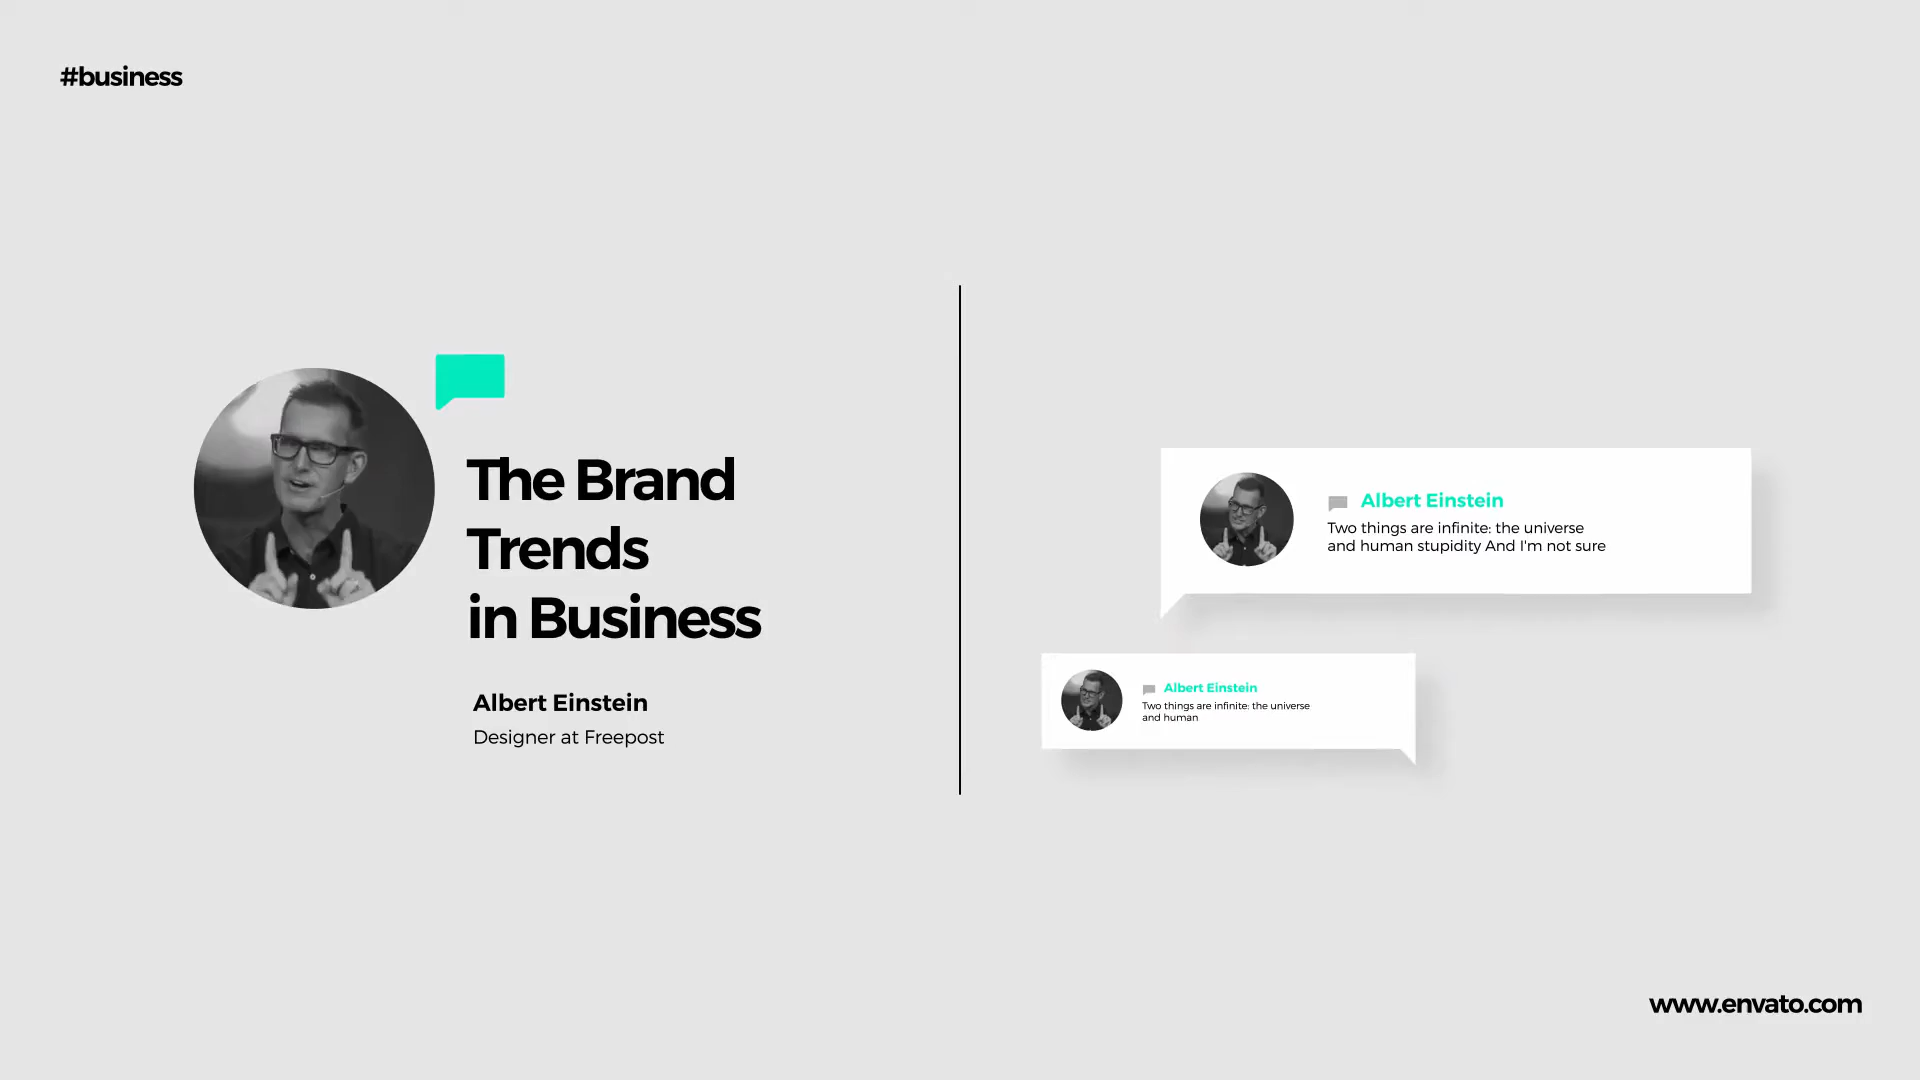 #business
The Brand
Trends
in Business
Albert Einstein
Designer at Freepost
Albert Einstein
Two things are infinite: the universe
and human stupidity And I'm not sure
Albert Einstein
Two things are infinite: the universe
and human
www.envato.com